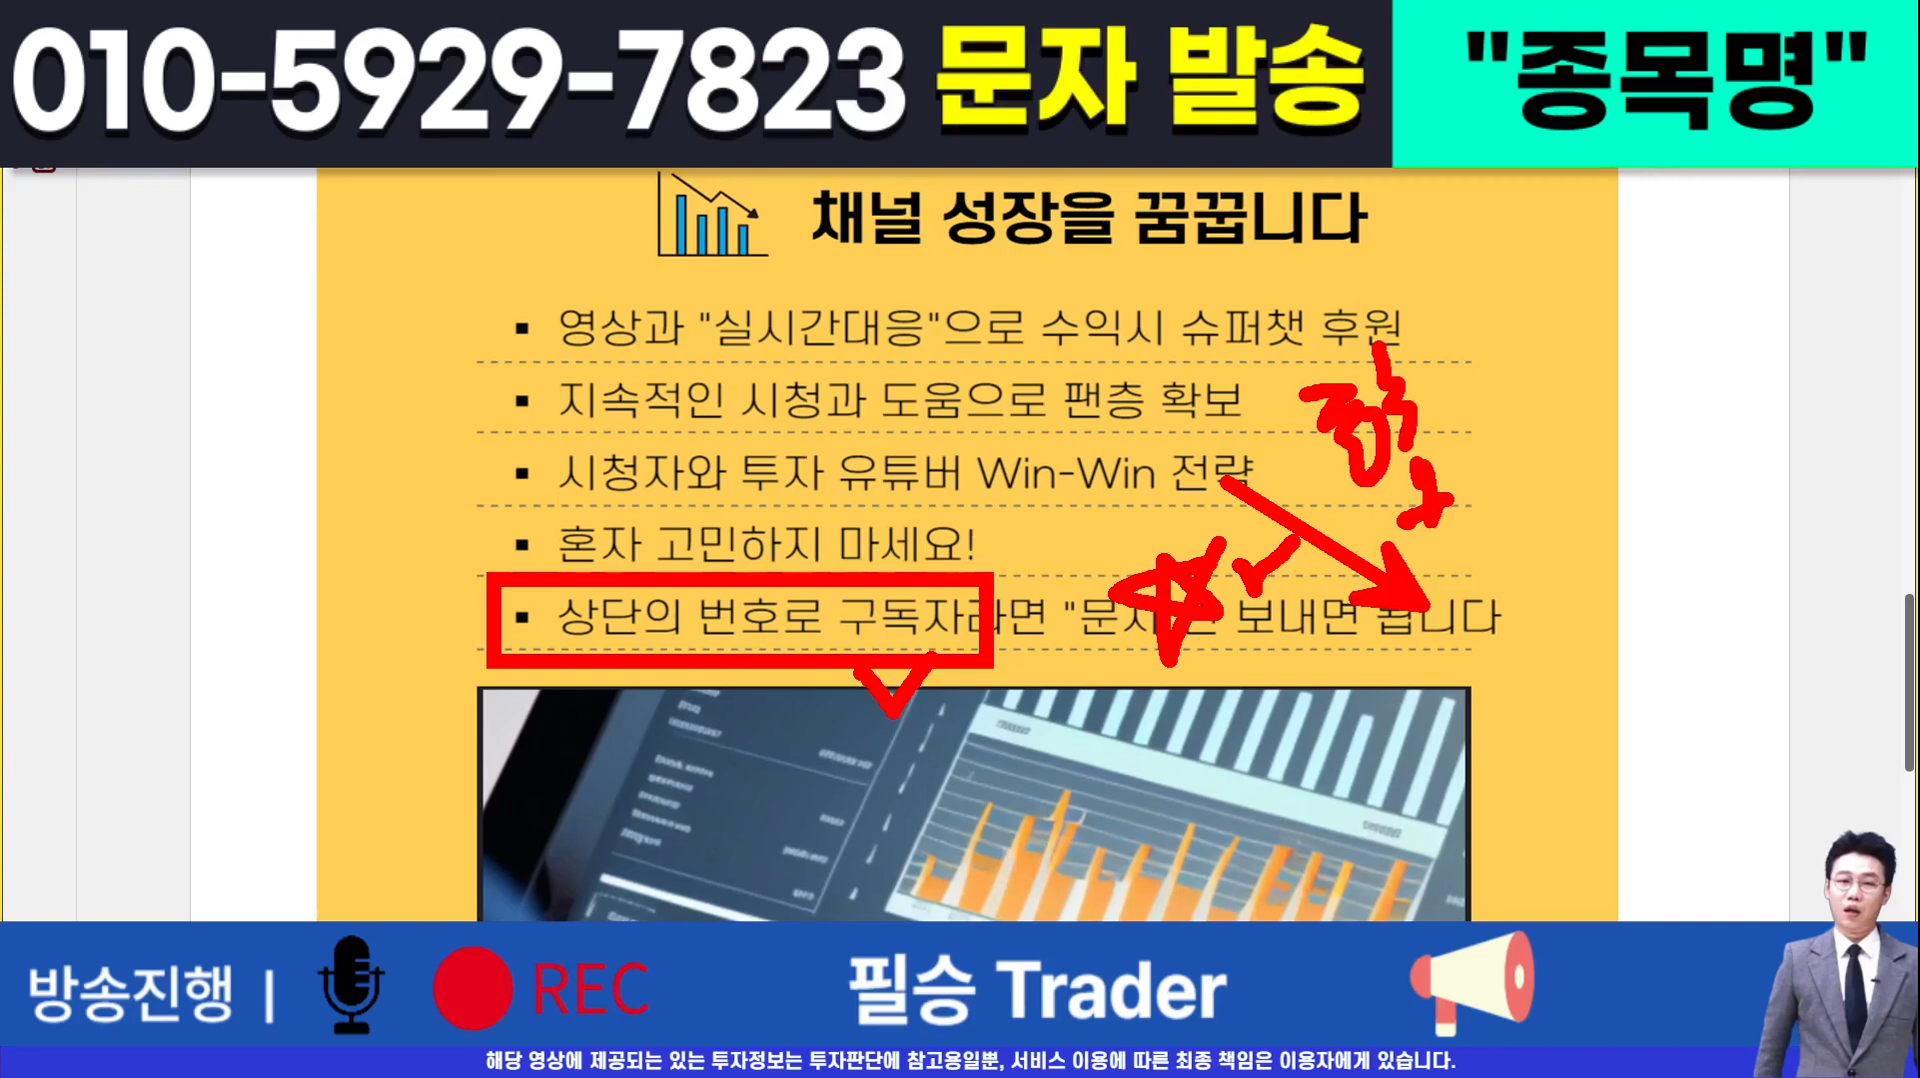 010-5929-7823 문자 발송 "종목명"
채널 성장을 꿈꿉니다
▪ 영상과 "실시간대응"으로 수익시 슈퍼챗 후원
▪ 지속적인 시청과 도움으로 팬층 확보
▪ 시청자와 투자 유튜버 Win-Win 전략
▪ 혼자 고민하지 마세요!
▪ 상단의 번호로 구독자라면 "문자 보내면 됩니다
방송진행 | REC 필승 Trader
해당 영상에 제공되는 있는 투자정보는 투자판단에 참고용일뿐, 서비스 이용에 따른 최종 책임은 이용자에게 있습니다.